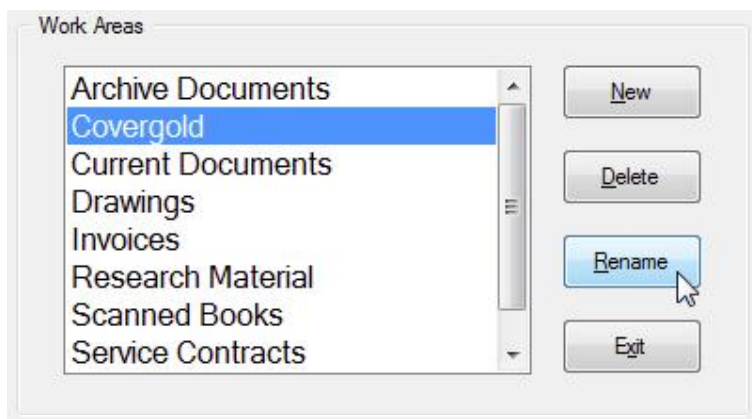 Work Areas
Archive Documents
Covergold
Current Documents
Drawings
Invoices
Research Material
Scanned Books
Service Contracts
New
Delete
Rename
Exit